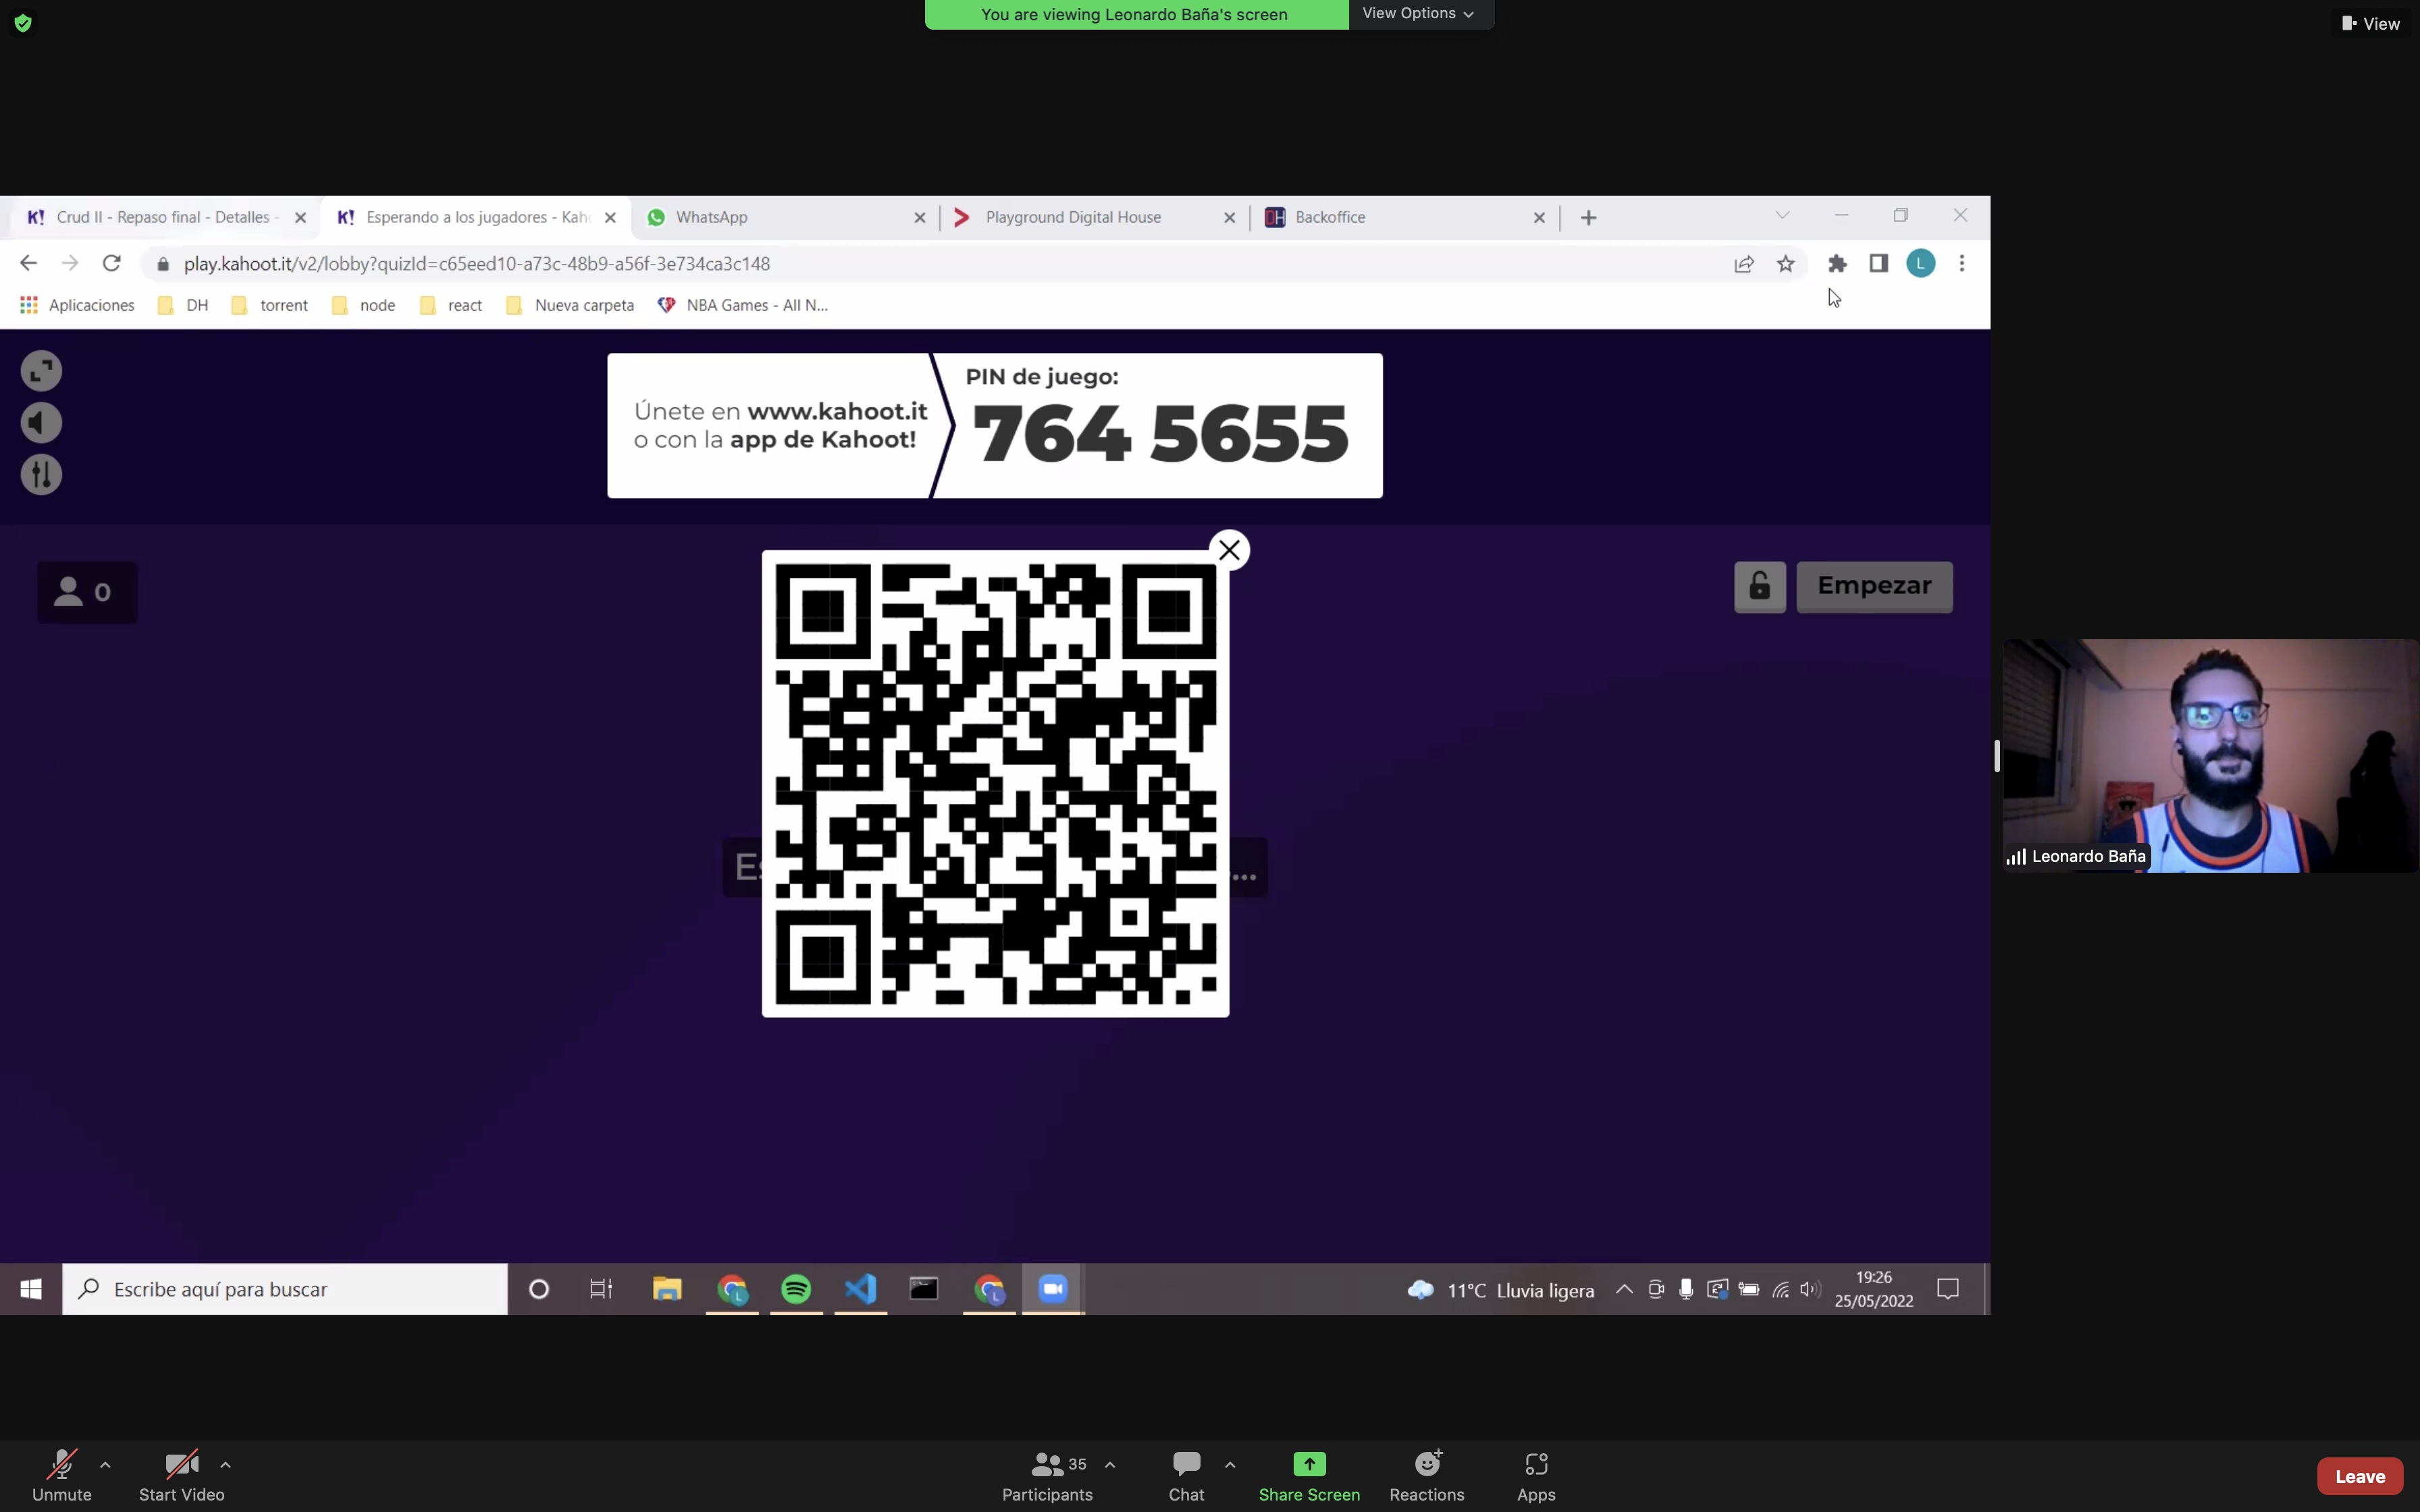 You are viewing Leonardo Baña's screen
View Options
View
Crud II - Repaso final - Detalles -
Esperando a los jugadores - Kah
WhatsApp
Playground Digital House
Backoffice
play.kahoot.it/v2/lobby?quizId=c65eed10-a73c-48b9-a56f-3e734ca3c148
L
Aplicaciones
DH
torrent
node
react
Nueva carpeta
NBA Games - All N...
Únete en www.kahoot.it
o con la app de Kahoot!
PIN de juego:
764 5655
0
Empezar
Leonardo Baña
Escribe aquí para buscar
11°C Lluvia ligera
19:26
25/05/2022
Unmute
Start Video
35
Participants
Chat
Share Screen
Reactions
Apps
Leave